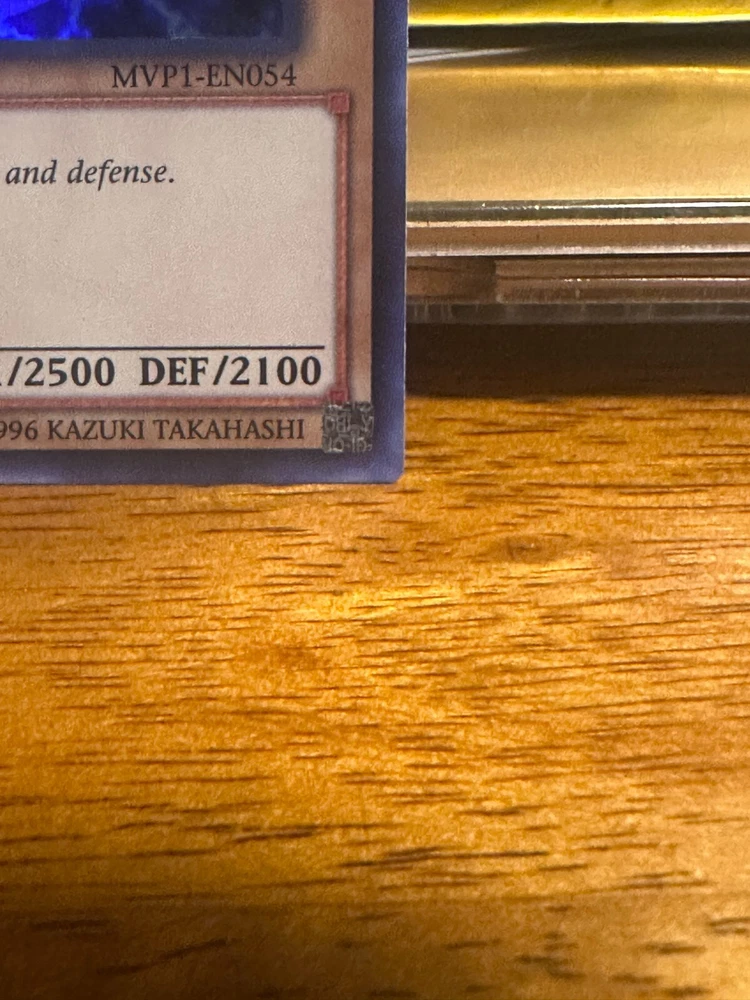 MVP1-EN054
and defense.
/2500 DEF/2100
996 KAZUKI TAKAHASHI